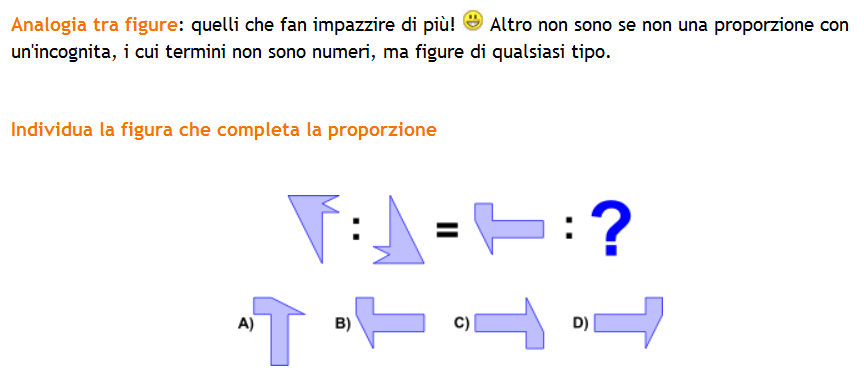 Analogia tra figure: quelli che fan impazzire di più! Altro non sono se non una proporzione con
un'incognita, i cui termini non sono numeri, ma figure di qualsiasi tipo.
Individua la figura che completa la proporzione
: = : ?
A) B) C) D)